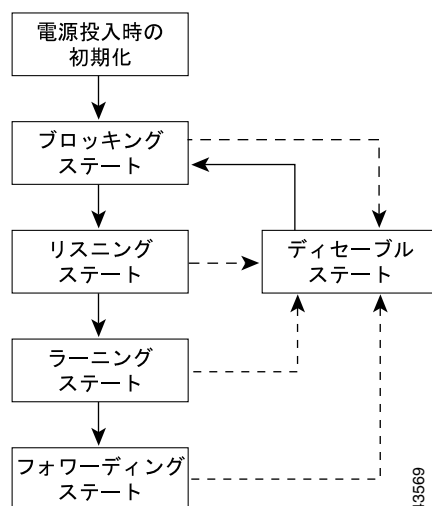 電源投入時の
初期化
ブロッキング
ステート
リスニング
ステート
ディセーブル
ステート
ラーニング
ステート
フォワーディング
ステート
43569